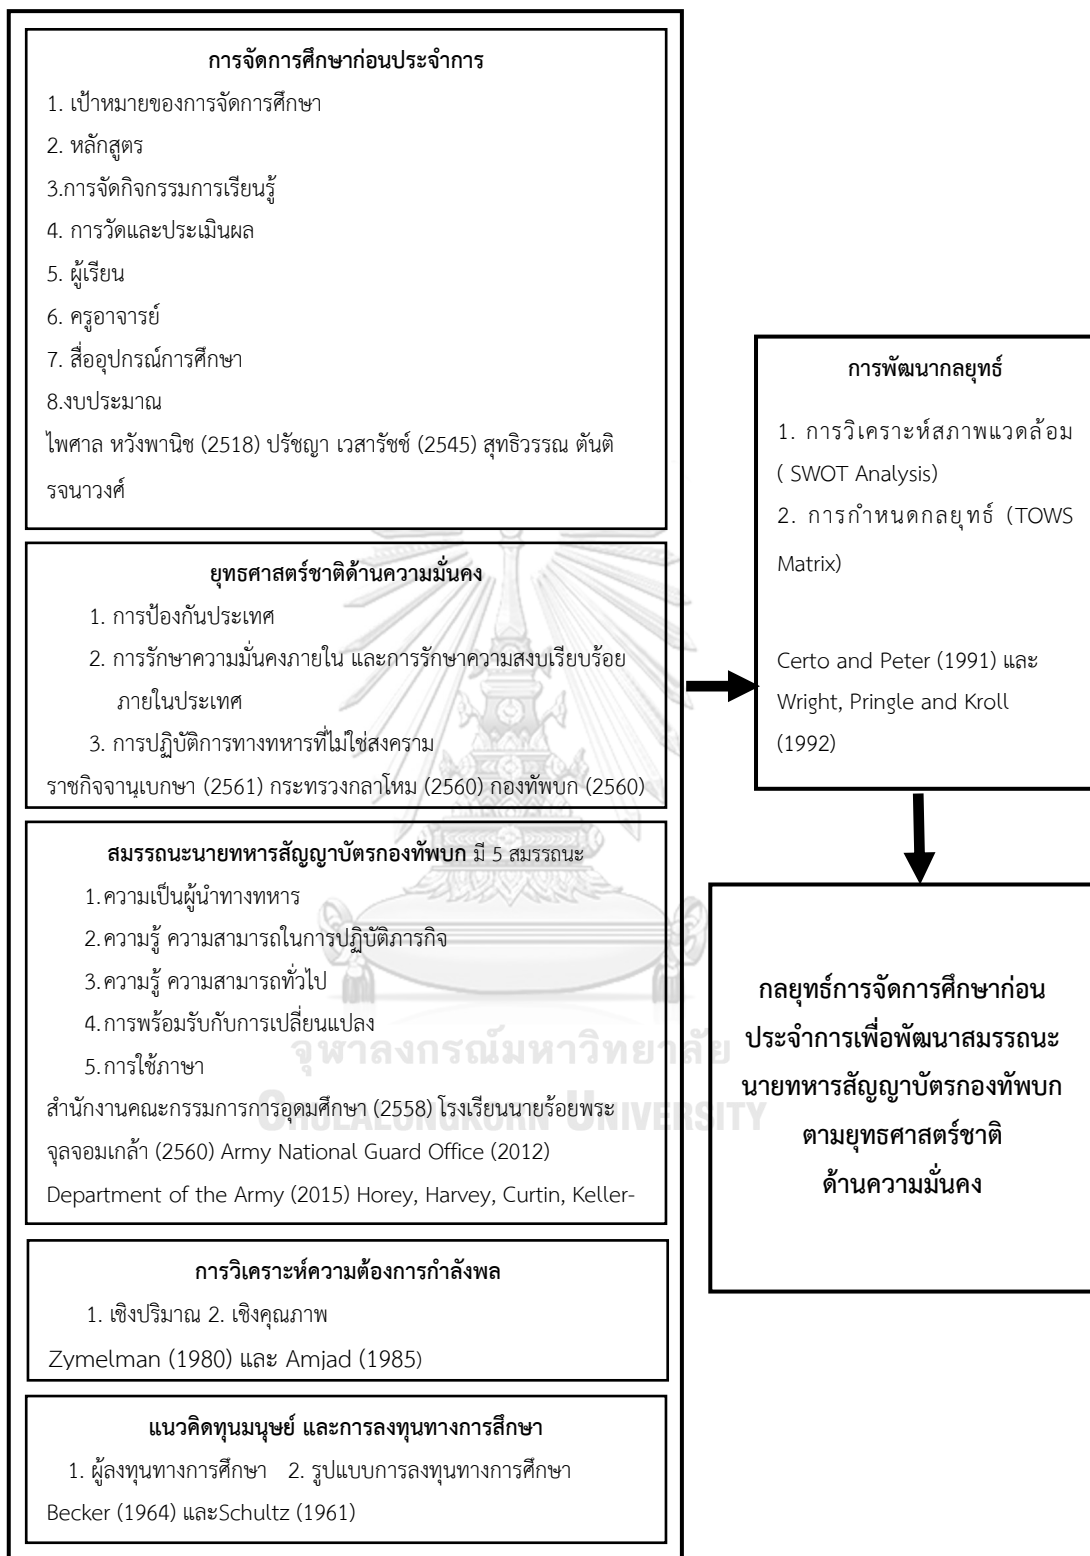 การจัดการศึกษาก่อนประจำการ
1. เป้าหมายของการจัดการศึกษา
2. หลักสูตร
3.การจัดกิจกรรมการเรียนรู้
4. การวัดและประเมินผล
5. ผู้เรียน
6. ครูอาจารย์
7. สื่ออุปกรณ์การศึกษา
8.งบประมาณ
ไพศาล หวังพานิช (2518) ปรัชญา เวสารัชช์ (2545) สุทธิวรรณ ตันติ
รจนาวงศ์
ยุทธศาสตร์ชาติด้านความมั่นคง
1. การป้องกันประเทศ
2. การรักษาความมั่นคงภายใน และการรักษาความสงบเรียบร้อย
ภายในประเทศ
3. การปฏิบัติการทางทหารที่ไม่ใช่สงคราม
ราชกิจจานุเบกษา (2561) กระทรวงกลาโหม (2560) กองทัพบก (2560)
สมรรถนะนายทหารสัญญาบัตรกองทัพบก มี 5 สมรรถนะ
1.ความเป็นผู้นำทางทหาร
2.ความรู้ ความสามารถในการปฏิบัติภารกิจ
3.ความรู้ ความสามารถทั่วไป
4.การพร้อมรับกับการเปลี่ยนแปลง
5.การใช้ภาษา
สำนักงานคณะกรรมการการอุดมศึกษา (2558) โรงเรียนนายร้อยพระ
จุลจอมเกล้า (2560) Army National Guard Office (2012)
Department of the Army (2015) Horey, Harvey, Curtin, Keller-
การวิเคราะห์ความต้องการกำลังพล
1. เชิงปริมาณ 2. เชิงคุณภาพ
Zymelman (1980) และ Amjad (1985)
แนวคิดทุนมนุษย์ และการลงทุนทางการสึกษา
1. ผู้ลงทุนทางการศึกษา 2. รูปแบบการลงทุนทางการศึกษา
Becker (1964) และSchultz (1961)
การพัฒนากลยุทธ์
1. การวิเคราะห์สภาพแวดล้อม
( SWOT Analysis)
2. การกำหนดกลยุทธ์ (TOWS
Matrix)
Certo and Peter (1991) และ
Wright, Pringle and Kroll
(1992)
กลยุทธ์การจัดการศึกษาก่อน
ประจำการเพื่อพัฒนาสมรรถนะ
นายทหารสัญญาบัตรกองทัพบก
ตามยุทธศาสตร์ชาติ
ด้านความมั่นคง
จุฬาลงกรณ์มหาวิทยาลัย
CHULALONGKORN UNIVERSITY